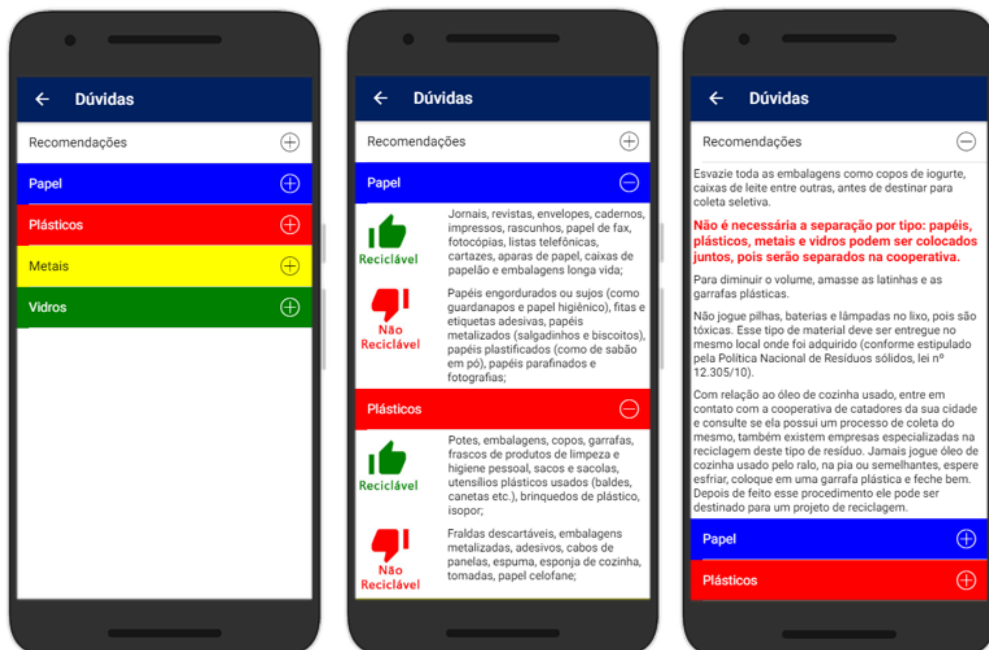 Dúvidas
Recomendações
Papel
Plásticos
Metais
Vidros
Dúvidas
Recomendações
Papel
Reciclável
Jornais, revistas, envelopes, cadernos,
impressos, rascunhos, papel de fax,
fotocópias, listas telefônicas,
cartazes, aparas de papel, caixas de
papelão e embalagens longa vida;
Não
Reciclável
Papéis engordurados ou sujos (como
guardanapos e papel higiênico), fitas e
etiquetas adesivas, papéis
metalizados (salgadinhos e biscoitos),
papéis plastificados (como de sabão
em pó), papéis parafinados e
fotografias;
Plásticos
Reciclável
Potes, embalagens, copos, garrafas,
frascos de produtos de limpeza e
higiene pessoal, sacos e sacolas,
utensílios plásticos usados (baldes,
canetas etc.), brinquedos de plástico,
isopor;
Não
Reciclável
Fraldas descartáveis, embalagens
metalizadas, adesivos, cabos de
panelas, espuma, esponja de cozinha,
tomadas, papel celofane;
Dúvidas
Recomendações
Esvazie toda as embalagens como copos de iogurte,
caixas de leite entre outras, antes de destinar para
coleta seletiva.
Não é necessária a separação por tipo: papéis,
plásticos, metais e vidros podem ser colocados
juntos, pois serão separados na cooperativa.
Para diminuir o volume, amasse as latinhas e as
garrafas plásticas.
Não jogue pilhas, baterias e lâmpadas no lixo, pois são
tóxicas. Esse tipo de material deve ser entregue no
mesmo local onde foi adquirido (conforme estipulado
pela Política Nacional de Resíduos sólidos, lei nº
12.305/10).
Com relação ao óleo de cozinha usado, entre em
contato com a cooperativa de catadores da sua cidade
e consulte se ela possui um processo de coleta do
mesmo, também existem empresas especializadas na
reciclagem deste tipo de resíduo. Jamais jogue óleo de
cozinha usado pelo ralo, na pia ou semelhantes, espere
esfriar, coloque em uma garrafa plástica e feche bem.
Depois de feito esse procedimento ele pode ser
destinado para um projeto de reciclagem.
Papel
Plásticos